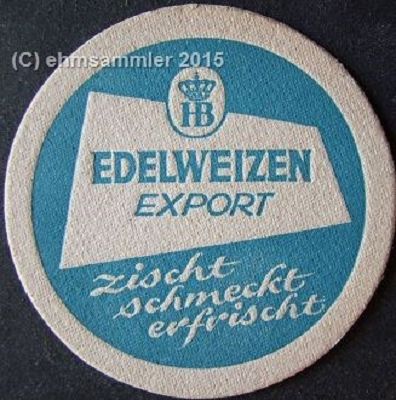 (C) ehmsammler 2015
HB
EDELWEIZEN
EXPORT
zischt
schmeckt
erfrischt